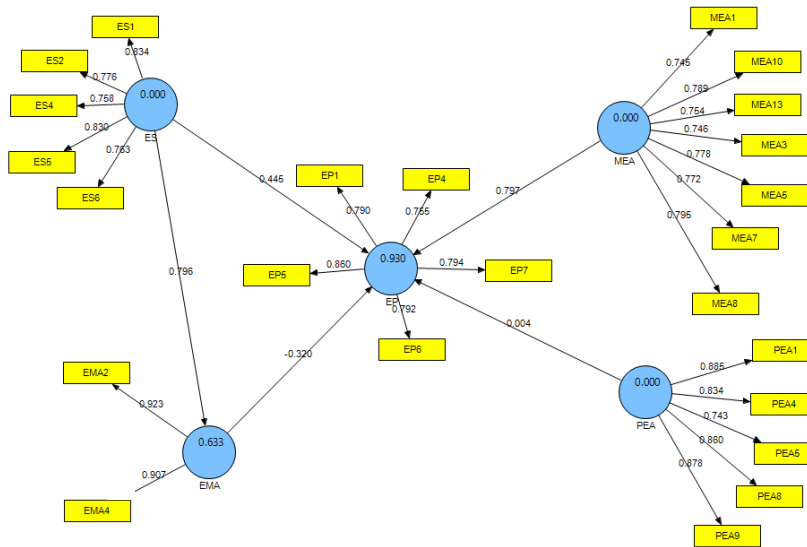 ES1
0.834
ES2
0.776
ES4
0.758
ES5
0.830
ES6
0.763
0.000
ES
MEA1
0.745
MEA10
0.789
MEA13
0.754
MEA3
0.746
MEA5
0.778
MEA7
0.772
MEA8
0.795
0.000
MEA
0.445
0.797
0.796
-0.320
0.004
EP1
0.790
EP4
0.755
EP5
0.860
EP7
0.794
EP6
0.792
0.930
EP
EMA2
0.923
EMA4
0.907
0.633
EMA
PEA1
0.885
PEA4
0.834
PEA5
0.743
PEA8
0.860
PEA9
0.878
0.000
PEA